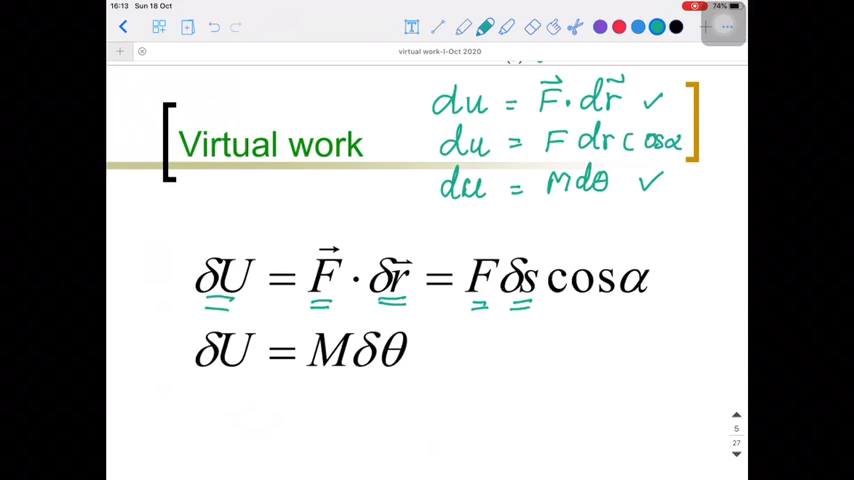 16:13 Sun 18 Oct 74%
virtual work-I-Oct 2020
du = F⃗ · dr⃗ ✓
Virtual work
du = F dr cosα
du = Mdθ ✓
δU = F⃗ · δr⃗ = Fδs cosα
δU = Mδθ
5
27